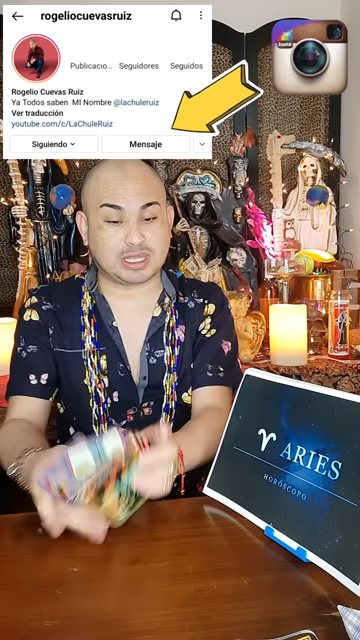 rogeliocuevasruiz
Publicacio... Seguidores Seguidos
Rogelio Cuevas Ruiz
Ya Todos saben MI Nombre @lachuleruiz
Ver traducción
youtube.com/c/LaChuleRuiz
Siguiendo
Mensaje
Insta
ARIES
HORÓSCOPO